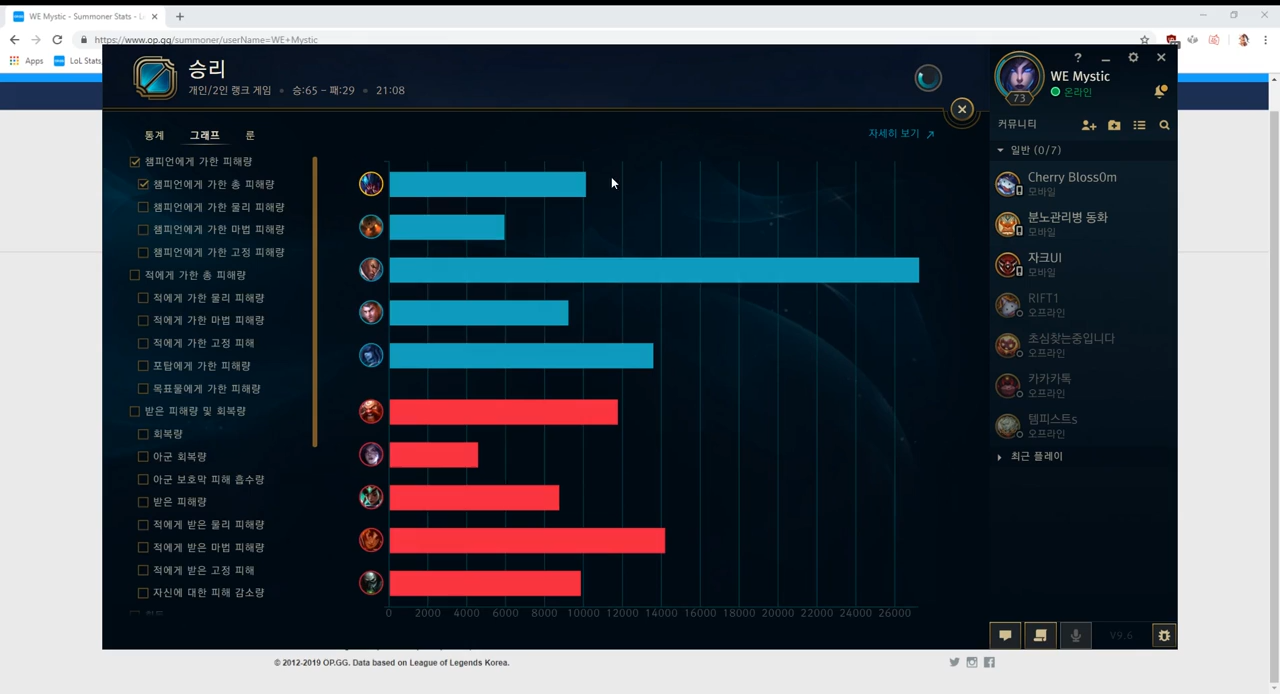 WE Mystic - Summoner Stats - L
https://www.op.gg/summoner/userName=WE+Mystic
Apps
LoL Stats,
승리
개인/2인 랭크 게임 • 승:65 – 패:29 • 21:08
통계
그래프
룬
자세히 보기
챔피언에게 가한 피해량
챔피언에게 가한 총 피해량
챔피언에게 가한 물리 피해량
챔피언에게 가한 마법 피해량
챔피언에게 가한 고정 피해량
적에게 가한 총 피해량
적에게 가한 물리 피해량
적에게 가한 마법 피해량
적에게 가한 고정 피해
포탑에게 가한 피해량
목표물에게 가한 피해량
받은 피해량 및 회복량
회복량
아군 회복량
아군 보호막 피해 흡수량
받은 피해량
적에게 받은 물리 피해량
적에게 받은 마법 피해량
적에게 받은 고정 피해
자신에 대한 피해 감소량
0 2000 4000 6000 8000 10000 12000 14000 16000 18000 20000 22000 24000 26000
?
73
WE Mystic
온라인
커뮤니티
일반 (0/7)
Cherry Bloss0m
모바일
분노관리병 동화
모바일
자크UI
모바일
RIFT1
오프라인
초심찾는중입니다
오프라인
카카카톡
오프라인
템피스트s
오프라인
최근 플레이
V9.6
© 2012-2019 OP.GG. Data based on League of Legends Korea.